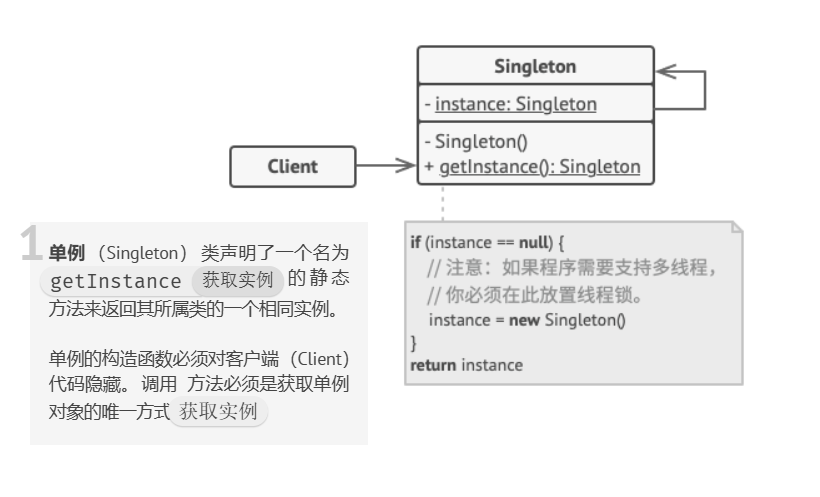 Singleton
- instance: Singleton
- Singleton()
+ getInstance(): Singleton
Client
1
单例 （Singleton） 类声明了一个名为
getInstance 获取实例 的静态
方法来返回其所属类的一个相同实例。
单例的构造函数必须对客户端 （Client）
代码隐藏。 调用 方法必须是获取单例
对象的唯一方式 获取实例
if (instance == null) {
// 注意：如果程序需要支持多线程，
// 你必须在此放置线程锁。
instance = new Singleton()
}
return instance